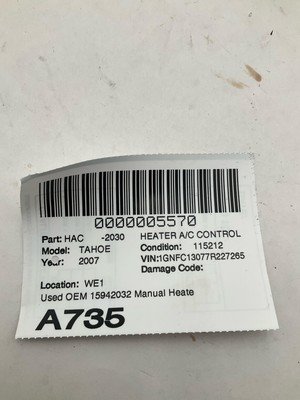 0000005570
Part: HAC -2030 HEATER A/C CONTROL
Model: TAHOE Condition: 115212
Year: 2007 VIN:1GNFC13077R227265
Damage Code:
Location: WE1
Used OEM 15942032 Manual Heate
A735